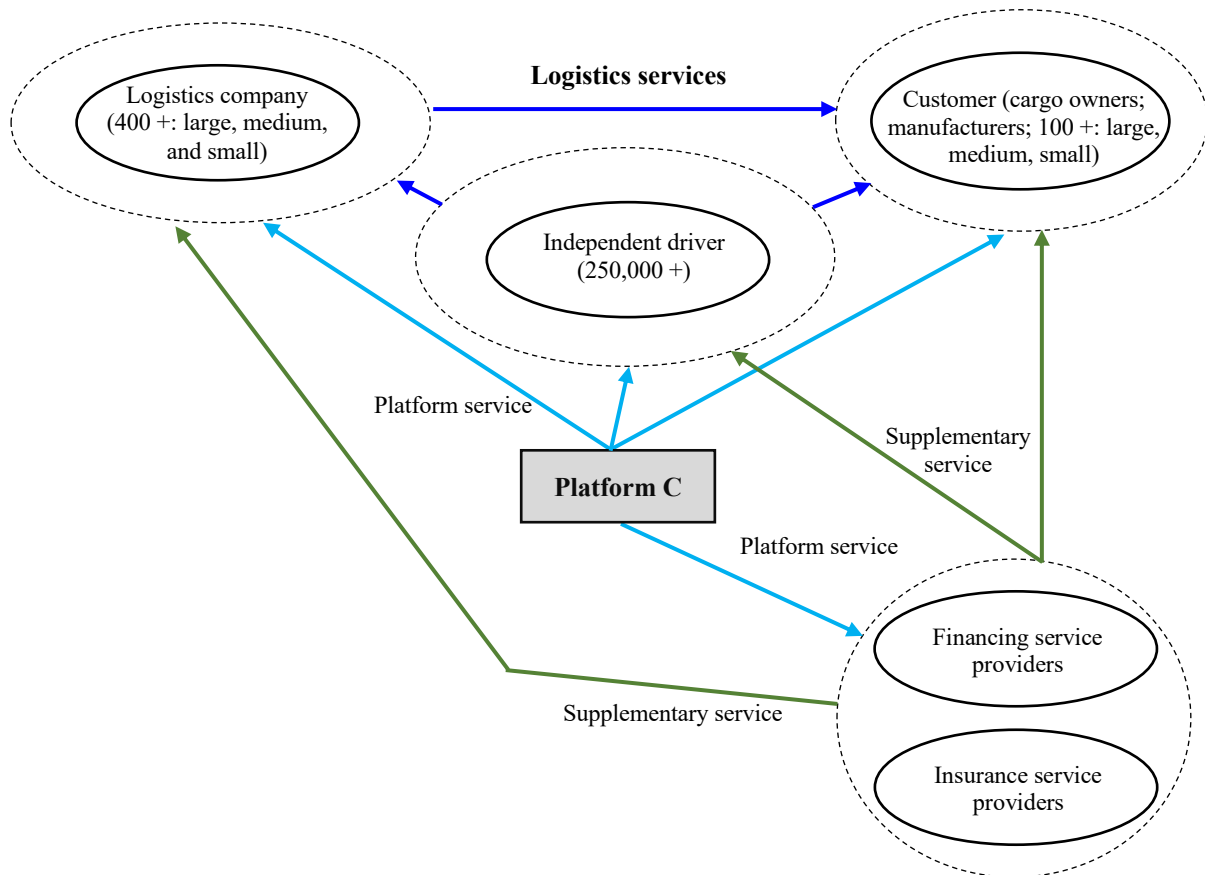 Logistics services
Logistics company
(400 +: large, medium,
and small)
Customer (cargo owners;
manufacturers; 100 +: large,
medium, small)
Independent driver
(250,000 +)
Platform service
Supplementary
service
Platform C
Platform service
Financing service
providers
Supplementary service
Insurance service
providers